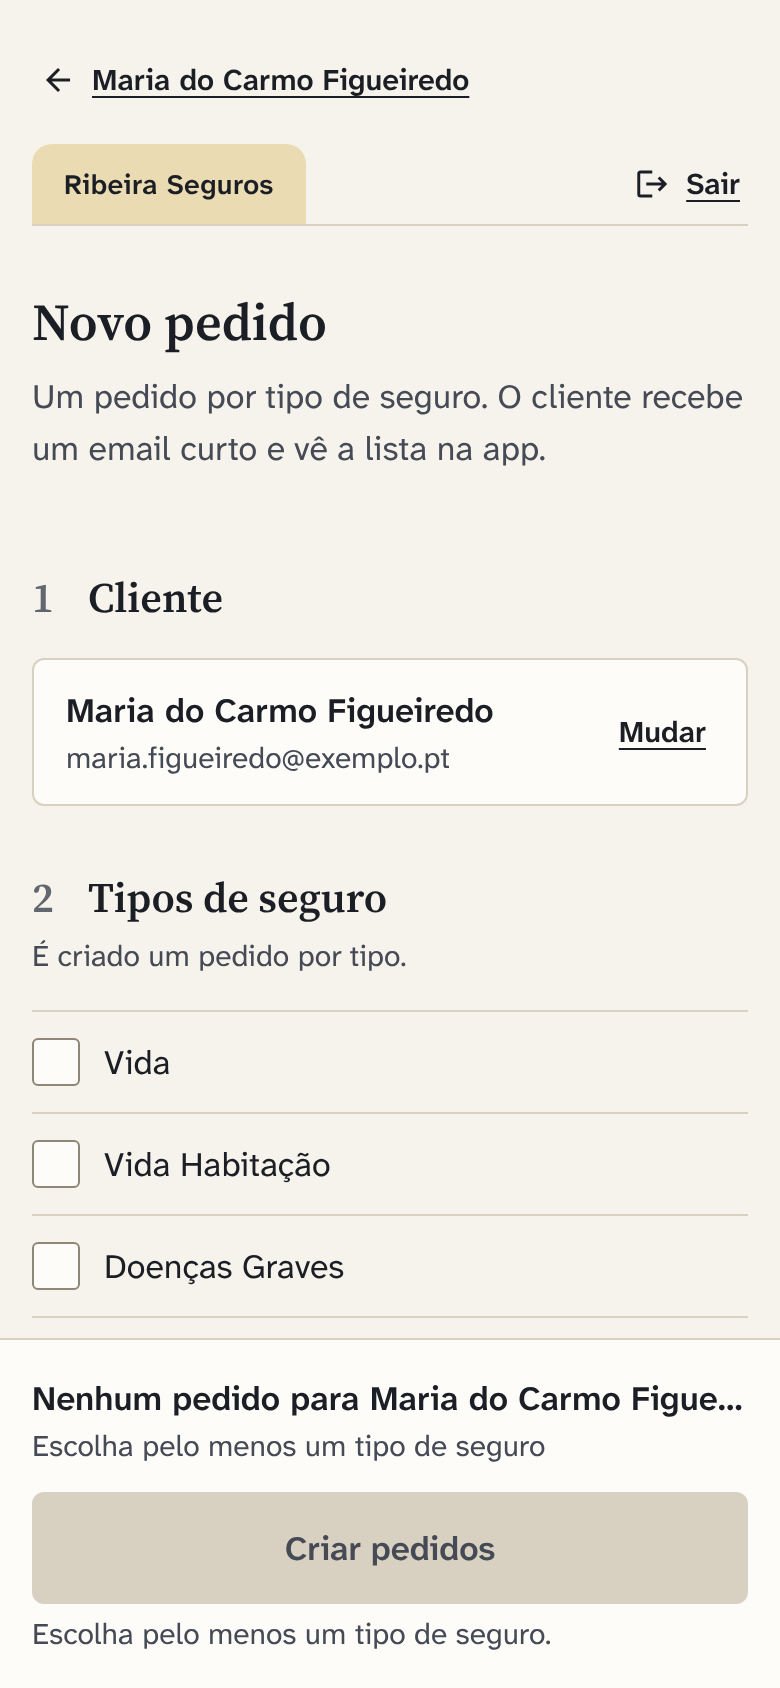 Maria do Carmo Figueiredo
Ribeira Seguros
Sair
Novo pedido
Um pedido por tipo de seguro. O cliente recebe
um email curto e vê a lista na app.
1 Cliente
Maria do Carmo Figueiredo
maria.figueiredo@exemplo.pt
Mudar
2 Tipos de seguro
É criado um pedido por tipo.
Vida
Vida Habitação
Doenças Graves
Nenhum pedido para Maria do Carmo Figue...
Escolha pelo menos um tipo de seguro
Criar pedidos
Escolha pelo menos um tipo de seguro.